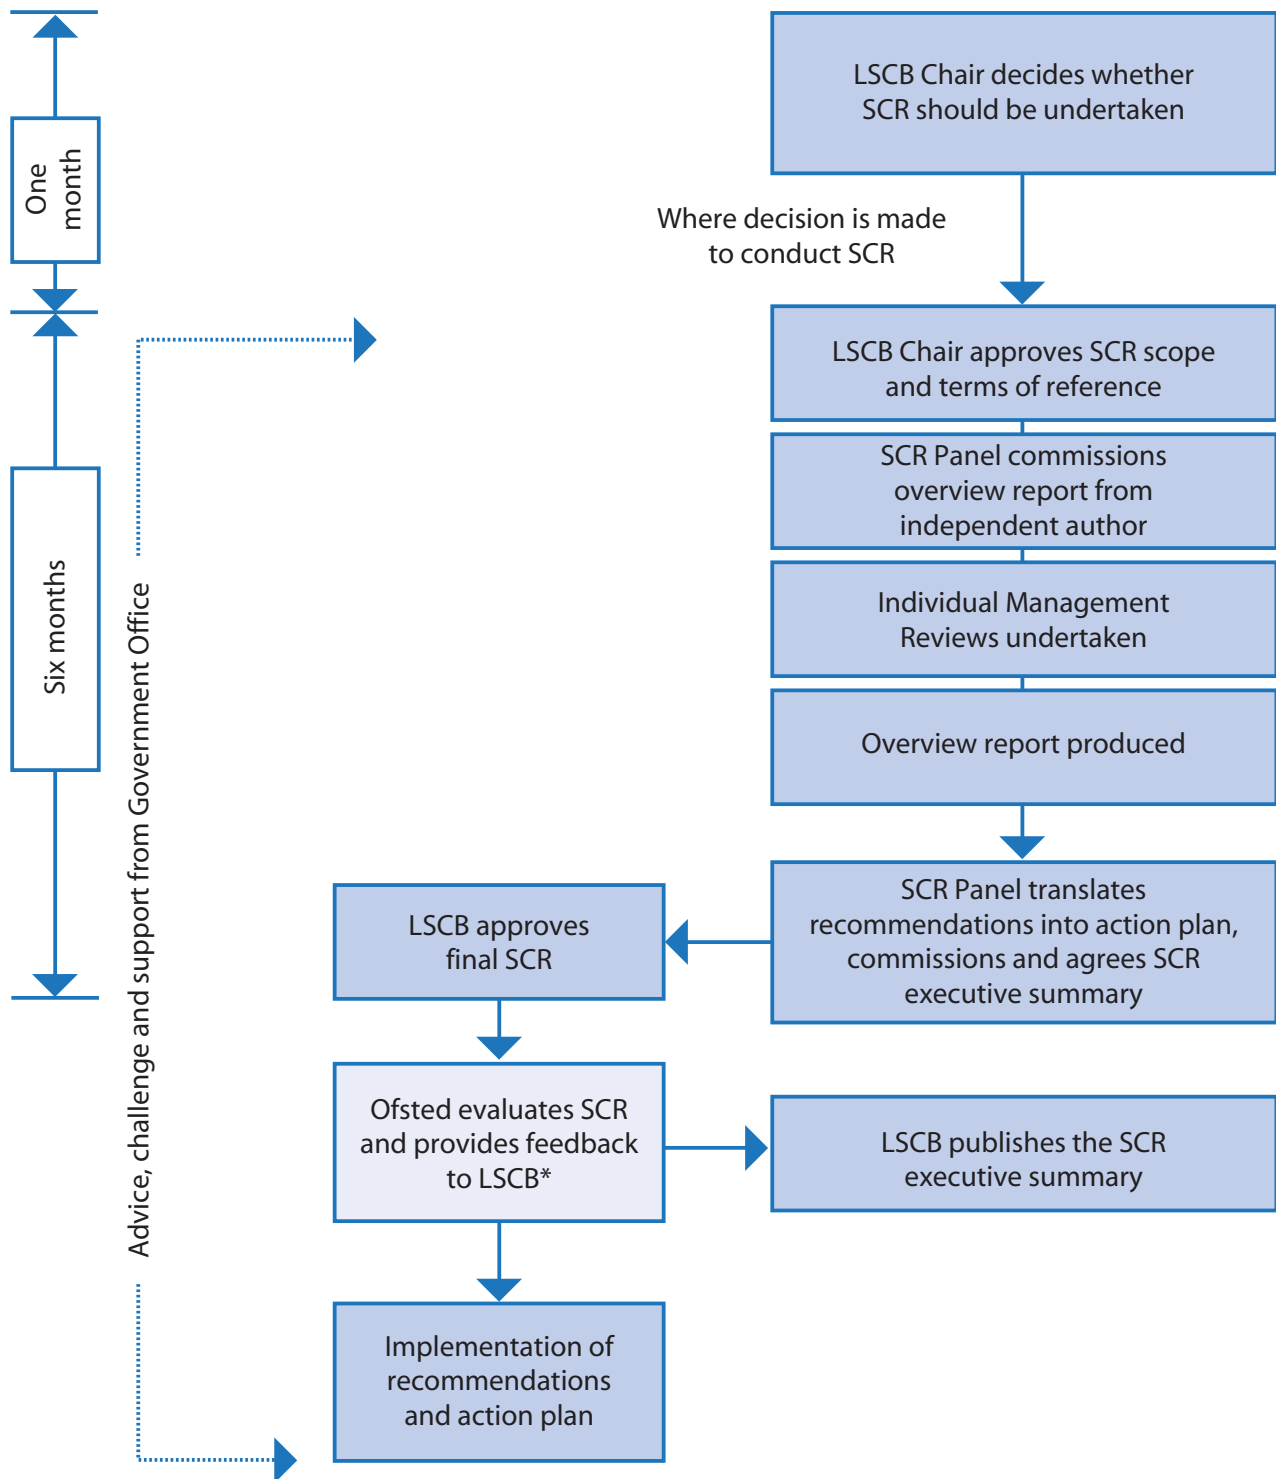 LSCB Chair decides whether
SCR should be undertaken
One
month
Where decision is made
to conduct SCR
LSCB Chair approves SCR scope
and terms of reference
SCR Panel commissions
overview report from
independent author
Six months
Advice, challenge and support from Government Office
Individual Management
Reviews undertaken
Overview report produced
SCR Panel translates
recommendations into action plan,
commissions and agrees SCR
executive summary
LSCB approves
final SCR
Ofsted evaluates SCR
and provides feedback
to LSCB*
LSCB publishes the SCR
executive summary
Implementation of
recommendations
and action plan